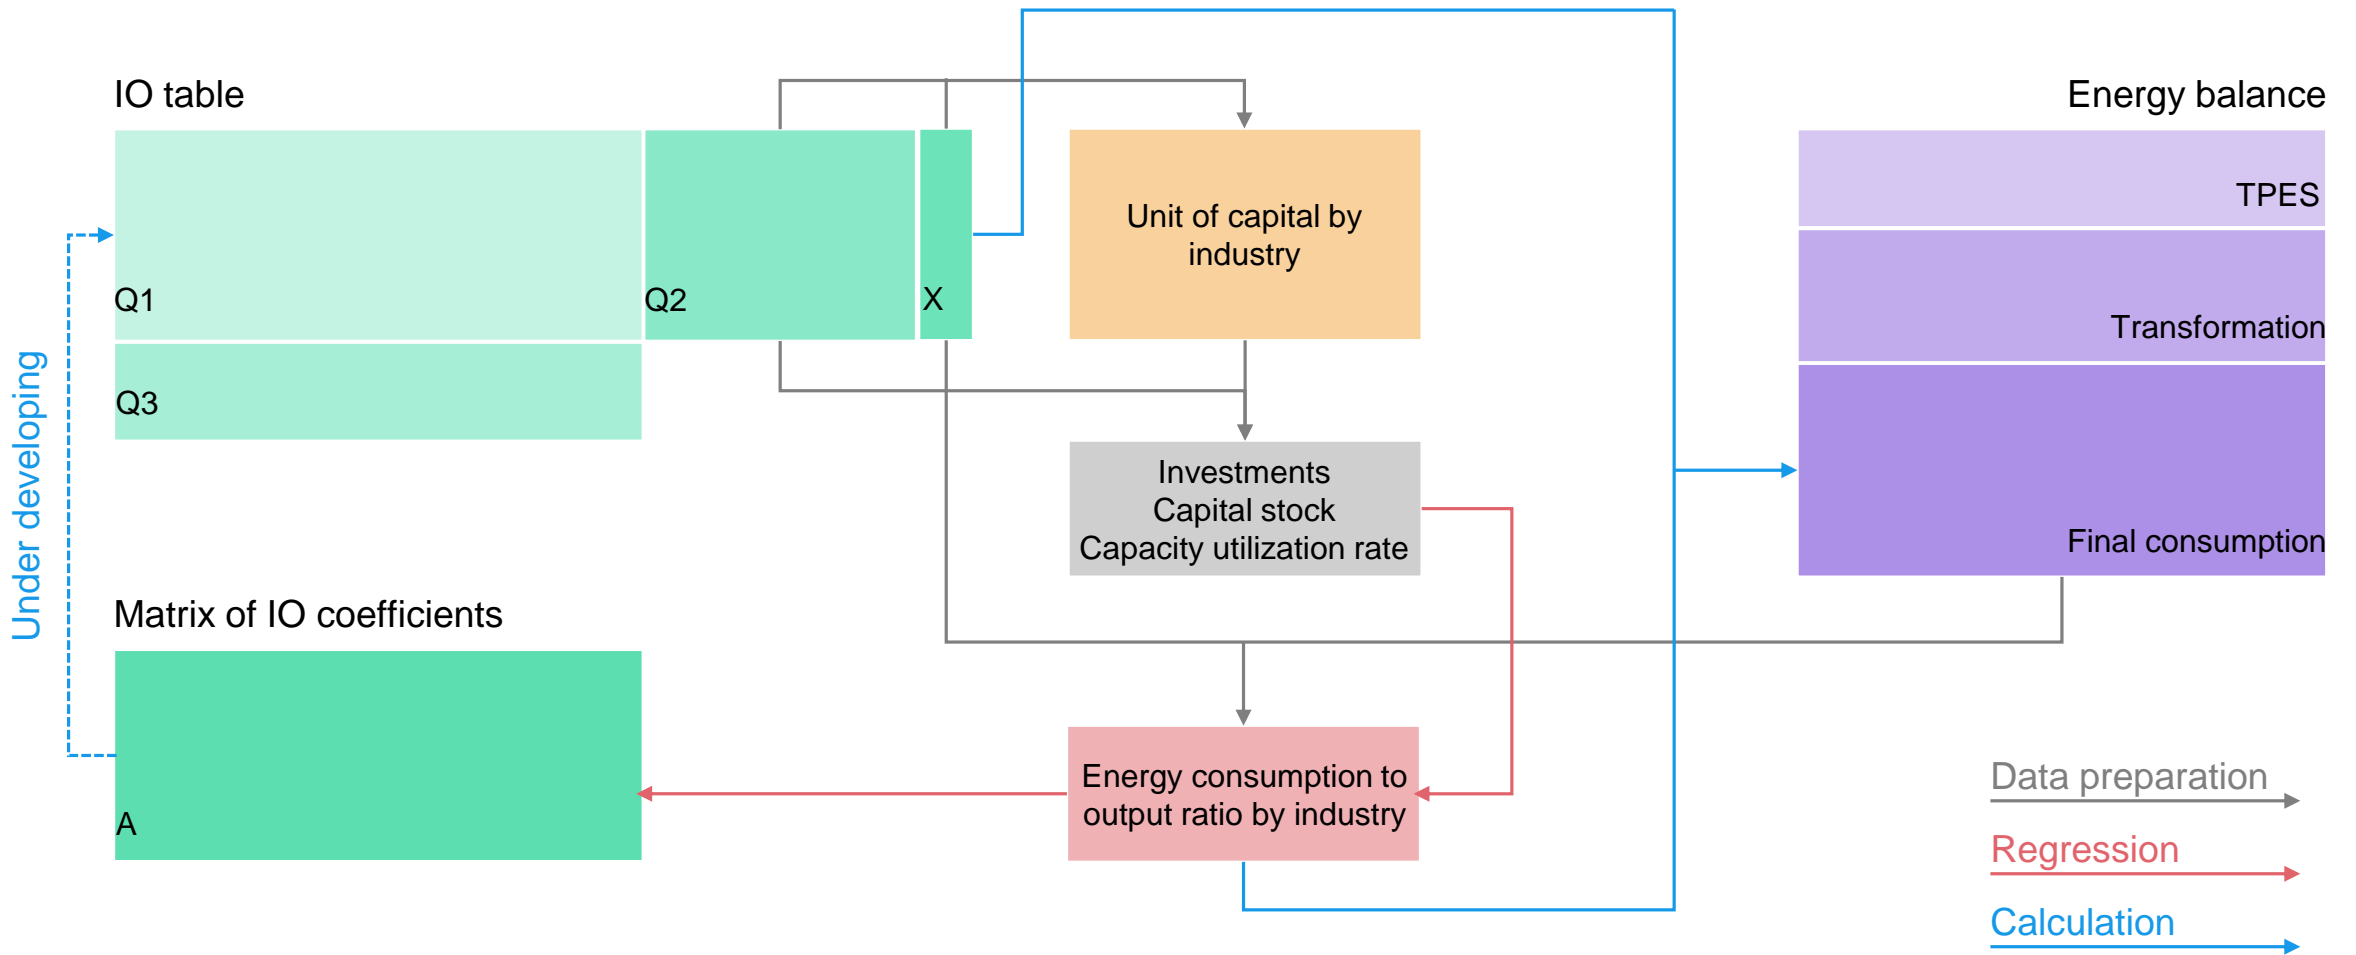 IO table
Energy balance
Q1
Q2
X
Q3
Unit of capital by
industry
TPES
Transformation
Final consumption
Investments
Capital stock
Capacity utilization rate
Under developing
Matrix of IO coefficients
A
Energy consumption to
output ratio by industry
Data preparation
Regression
Calculation